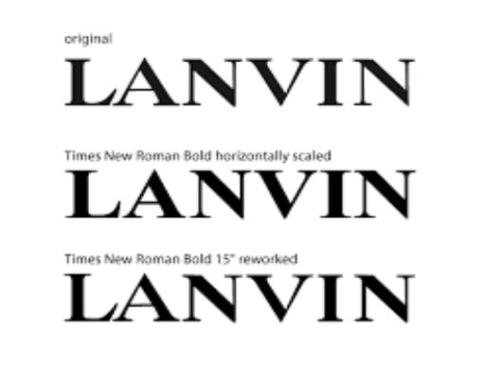 original
LANVIN
Times New Roman Bold horizontally scaled
LANVIN
Times New Roman Bold 15" reworked
LANVIN